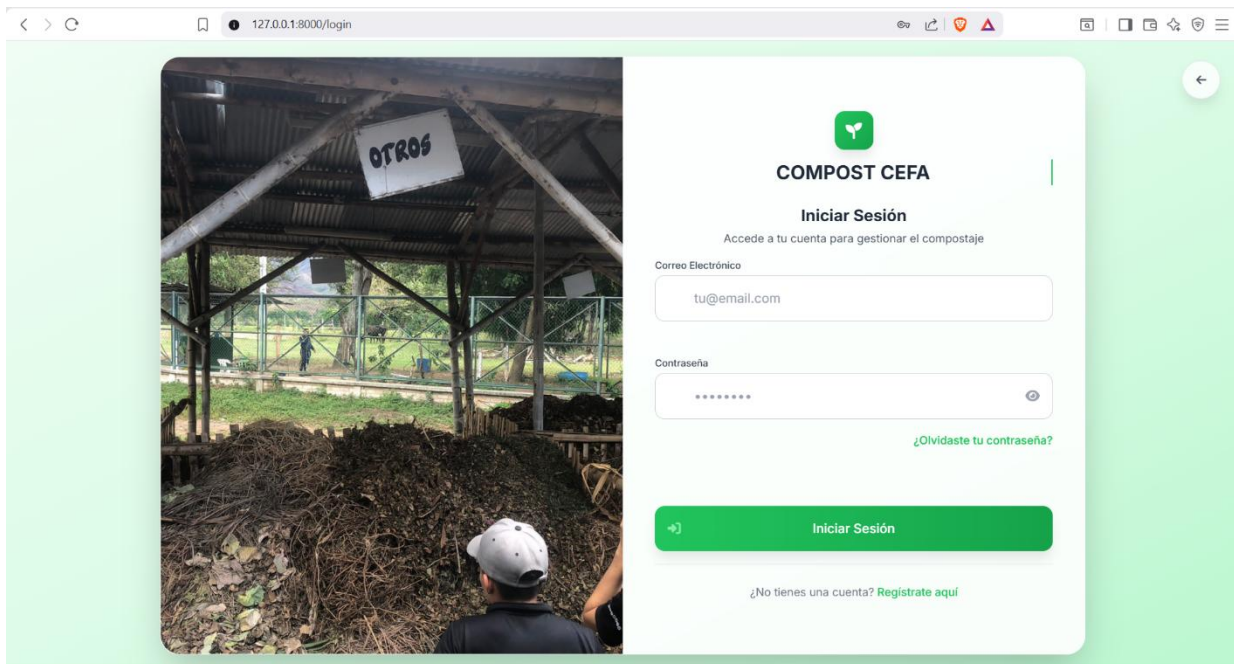 127.0.0.1:8000/login
OTROS
COMPOST CEFA
Iniciar Sesión
Accede a tu cuenta para gestionar el compostaje
Correo Electrónico
tu@email.com
Contraseña
¿Olvidaste tu contraseña?
Iniciar Sesión
¿No tienes una cuenta? Regístrate aquí